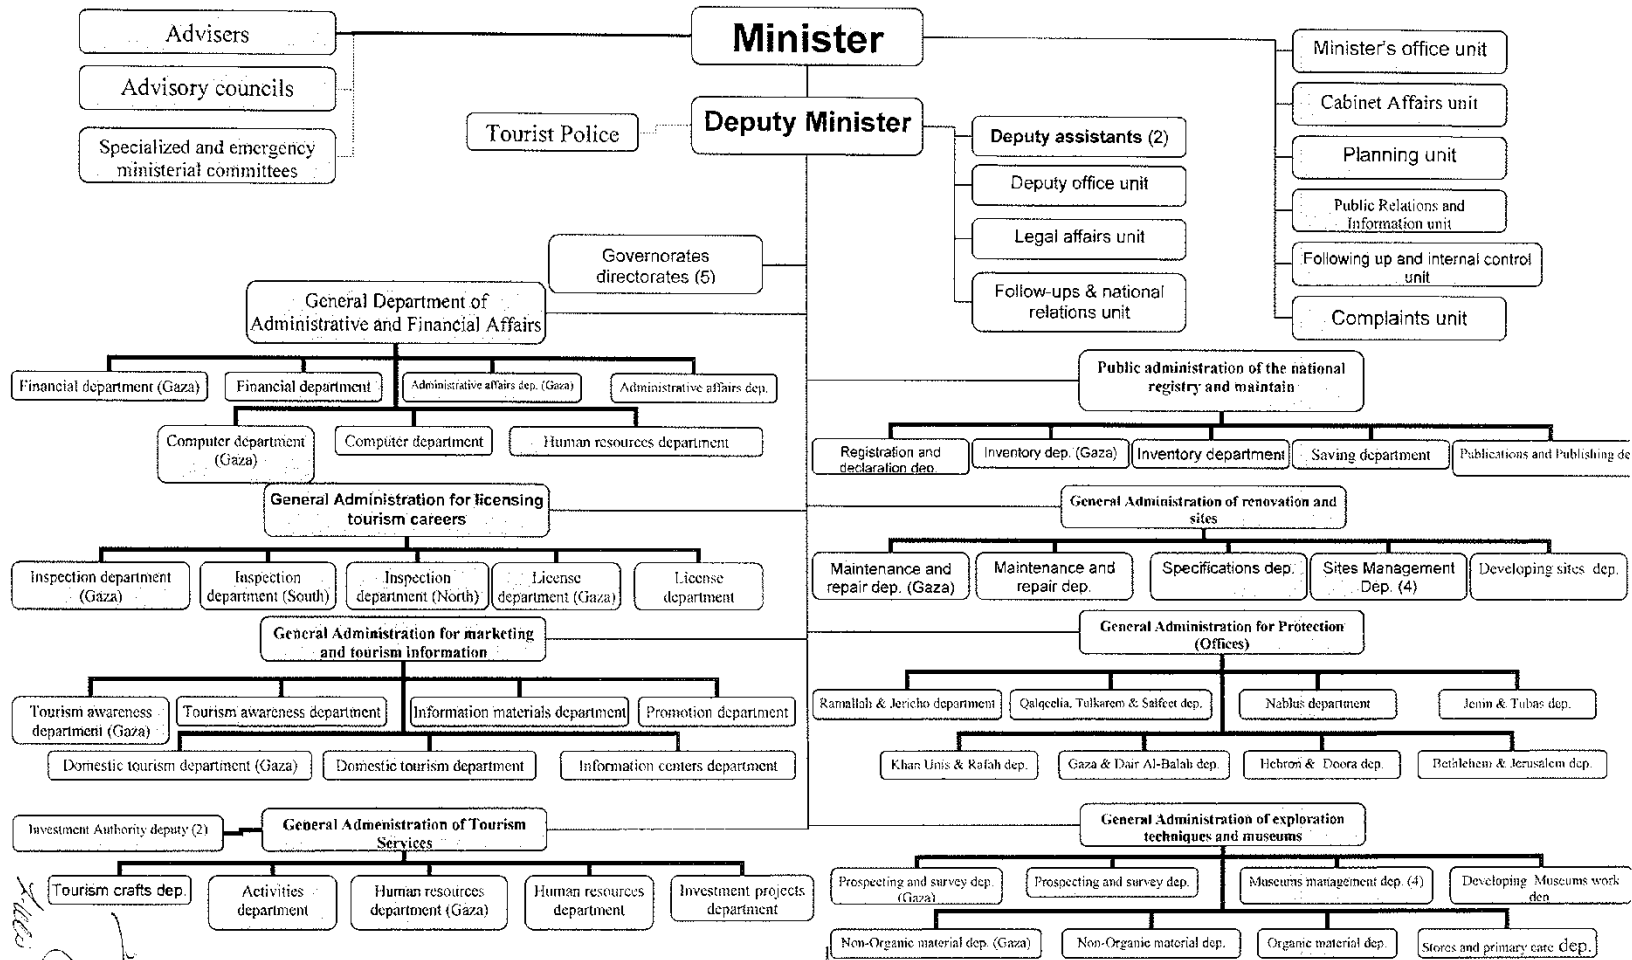 Minister
Advisers
Advisory councils
Specialized and emergency
ministerial committees
Minister's office unit
Cabinet Affairs unit
Planning unit
Public Relations and
Information unit
Following up and internal control
unit
Complaints unit
Deputy Minister
Tourist Police
Deputy assistants (2)
Deputy office unit
Legal affairs unit
Follow-ups & national
relations unit
Governorates
directorates (5)
General Department of
Administrative and Financial Affairs
Financial department (Gaza)
Financial department
Administrative affairs dep. (Gaza)
Administrative affairs dep.
Computer department
(Gaza)
Computer department
Human resources department
General Administration for licensing
tourism careers
Inspection department
(Gaza)
Inspection
department (South)
Inspection
department (North)
License
department (Gaza)
License
department
General Administration for marketing
and tourism information
Tourism awareness
department (Gaza)
Tourism awareness department
Information materials department
Promotion department
Domestic tourism department (Gaza)
Domestic tourism department
Information centers department
Investment Authority deputy (2)
General Admenistration of Tourism
Services
Tourism crafts dep.
Activities
department
Human resources
department (Gaza)
Human resources
department
Investment projects
department
Public administration of the national
registry and maintain
Registration and
declaration dep.
Inventory dep. (Gaza)
Inventory department
Saving department
Publications and Publishing de
General Administration of renovation and
sites
Maintenance and
repair dep. (Gaza)
Maintenance and
repair dep.
Specifications dep.
Sites Management
Dep. (4)
Developing sites dep.
General Administration for Protection
(Offices)
Ramallah & Jericho department
Qalqeelia, Tulkarem & Salfeet dep.
Nablus department
Jenin & Tubas dep.
Khan Unis & Rafah dep.
Gaza & Dair Al-Balah dep.
Hebron & Doora dep.
Bethlehem & Jerusalem dep.
General Administration of exploration
techniques and museums
Prospecting and survey dep.
(Gaza)
Prospecting and survey dep.
Museums management dep. (4)
Developing Museums work
dep
Non-Organic material dep. (Gaza)
Non-Organic material dep.
Organic material dep.
Stores and primary care dep.